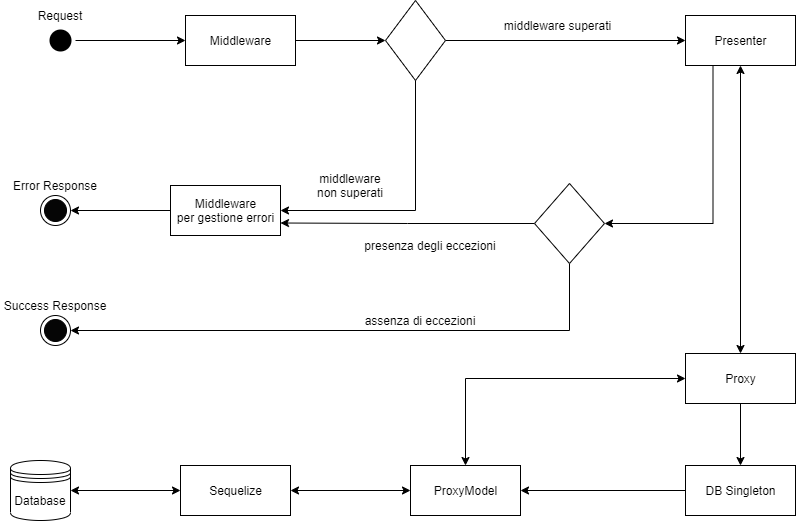 Request
Middleware
middleware superati
Presenter
middleware
non superati
Error Response
Middleware
per gestione errori
presenza degli eccezioni
Success Response
assenza di eccezioni
Proxy
Database
Sequelize
ProxyModel
DB Singleton